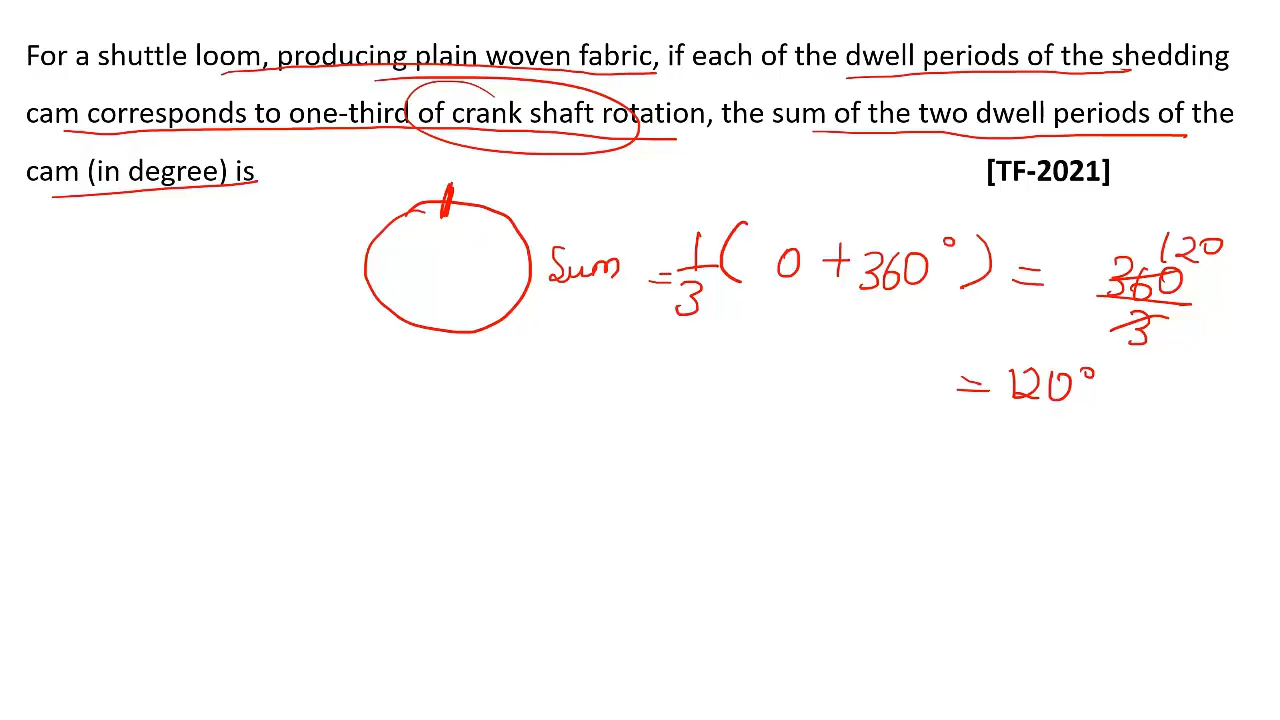 For a shuttle loom, producing plain woven fabric, if each of the dwell periods of the shedding
cam corresponds to one-third of crank shaft rotation, the sum of the two dwell periods of the
cam (in degree) is [TF-2021]
Sum = 1/3 ( 0 + 360° ) = 360/3 120
= 120°